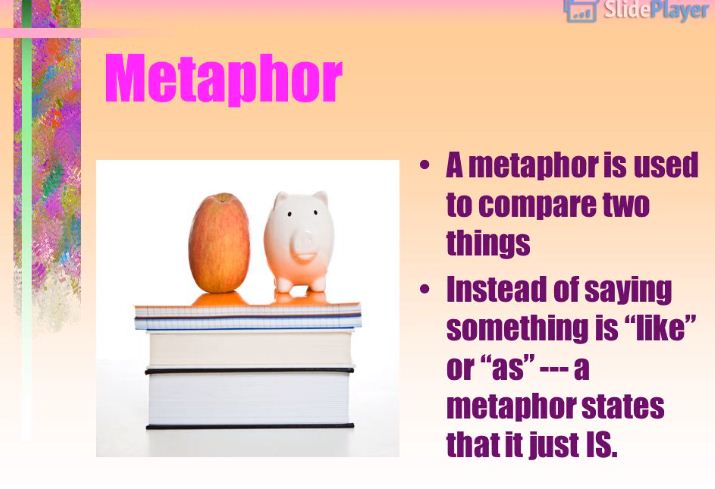 SlidePlayer
Metaphor
• A metaphor is used
to compare two
things
• Instead of saying
something is “like”
or “as” --- a
metaphor states
that it just IS.